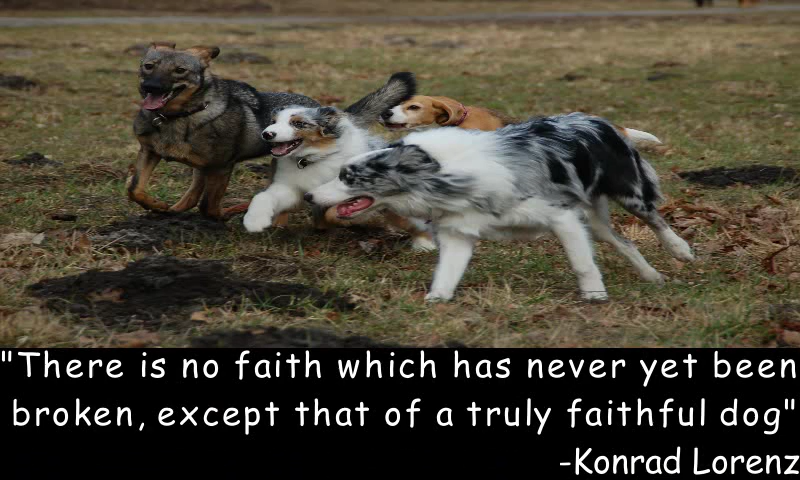 "There is no faith which has never yet been
broken, except that of a truly faithful dog"
-Konrad Lorenz